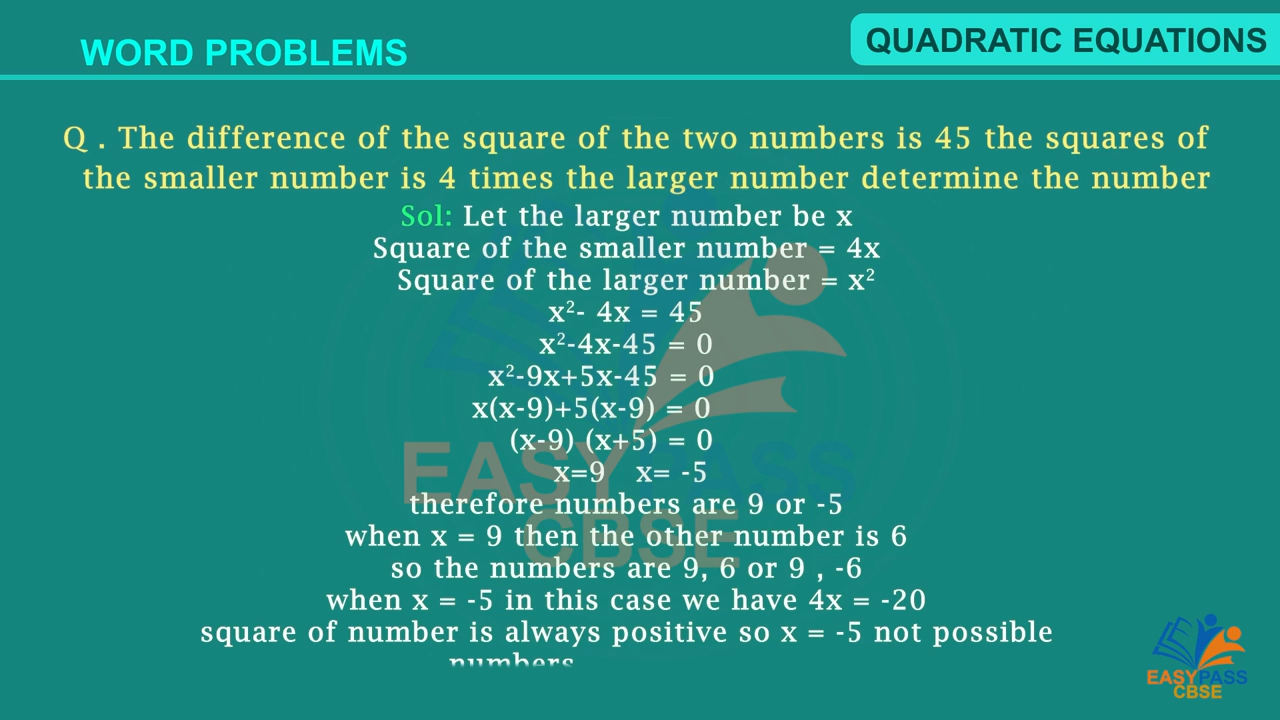 WORD PROBLEMS
QUADRATIC EQUATIONS
Q . The difference of the square of the two numbers is 45 the squares of
the smaller number is 4 times the larger number determine the number
Sol: Let the larger number be x
Square of the smaller number = 4x
Square of the larger number = x²
x²- 4x = 45
x²-4x-45 = 0
x²-9x+5x-45 = 0
x(x-9)+5(x-9) = 0
(x-9) (x+5) = 0
x=9 x= -5
therefore numbers are 9 or -5
when x = 9 then the other number is 6
so the numbers are 9, 6 or 9 , -6
when x = -5 in this case we have 4x = -20
square of number is always positive so x = -5 not possible
numbers
EASYPASS
CBSE
EASYPASS
CBSE